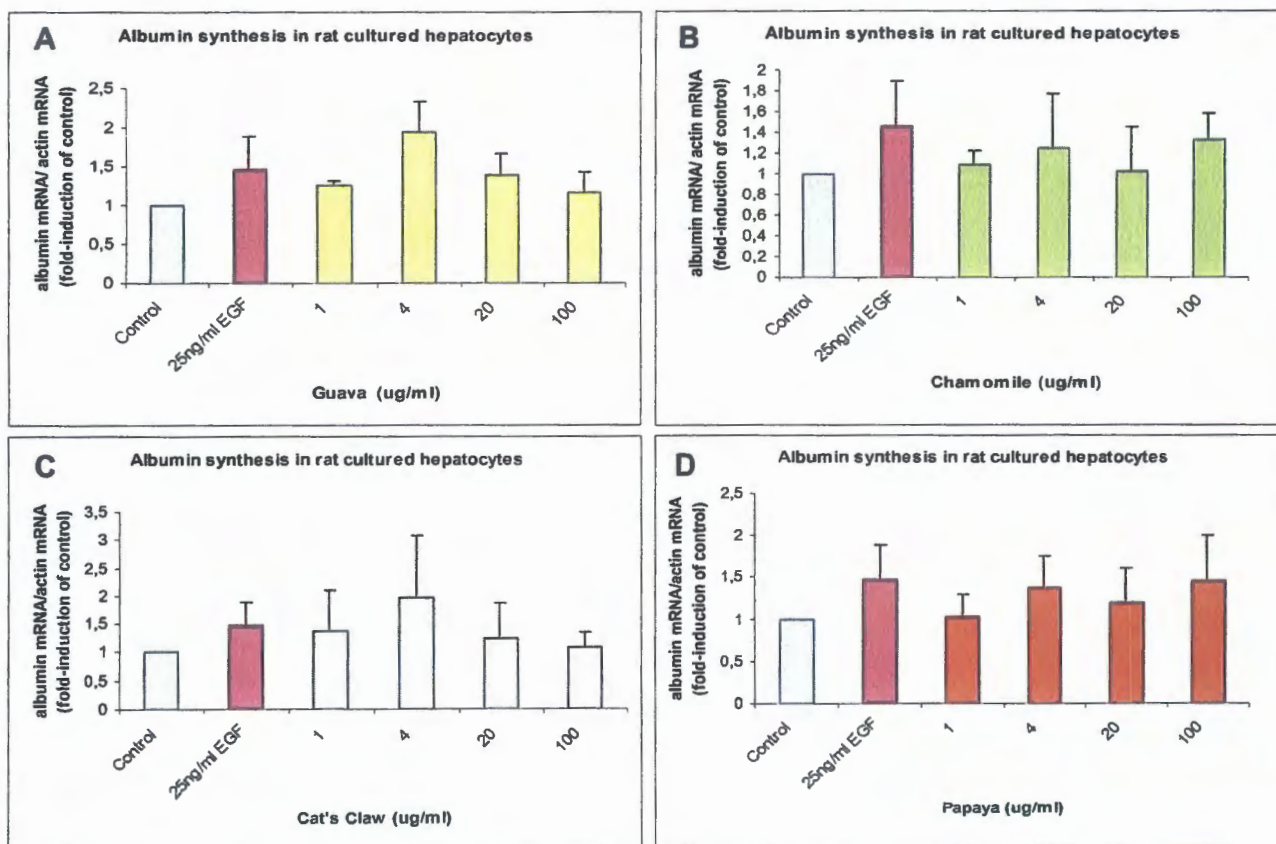 A
Albumin synthesis in rat cultured hepatocytes
albumin mRNA/ actin mRNA
(fold-induction of control)
2,5
2
1,5
1
0,5
0
Control
25ng/ml EGF
1
4
20
100
Guava (ug/ml)
B
Albumin synthesis in rat cultured hepatocytes
albumin mRNA/ actin mRNA
(fold-induction of control)
2
1,8
1,6
1,4
1,2
1
0,8
0,6
0,4
0,2
0
Control
25ng/ml EGF
1
4
20
100
Chamomile (ug/ml)
C
Albumin synthesis in rat cultured hepatocytes
albumin mRNA/actin mRNA
(fold-induction of control)
3,5
3
2,5
2
1,5
1
0,5
0
Control
25ng/ml EGF
1
4
20
100
Cat's Claw (ug/ml)
D
Albumin synthesis in rat cultured hepatocytes
albumin mRNA/actin mRNA
(fold-induction of control)
2,5
2
1,5
1
0,5
0
Control
25ng/ml EGF
1
4
20
100
Papaya (ug/ml)